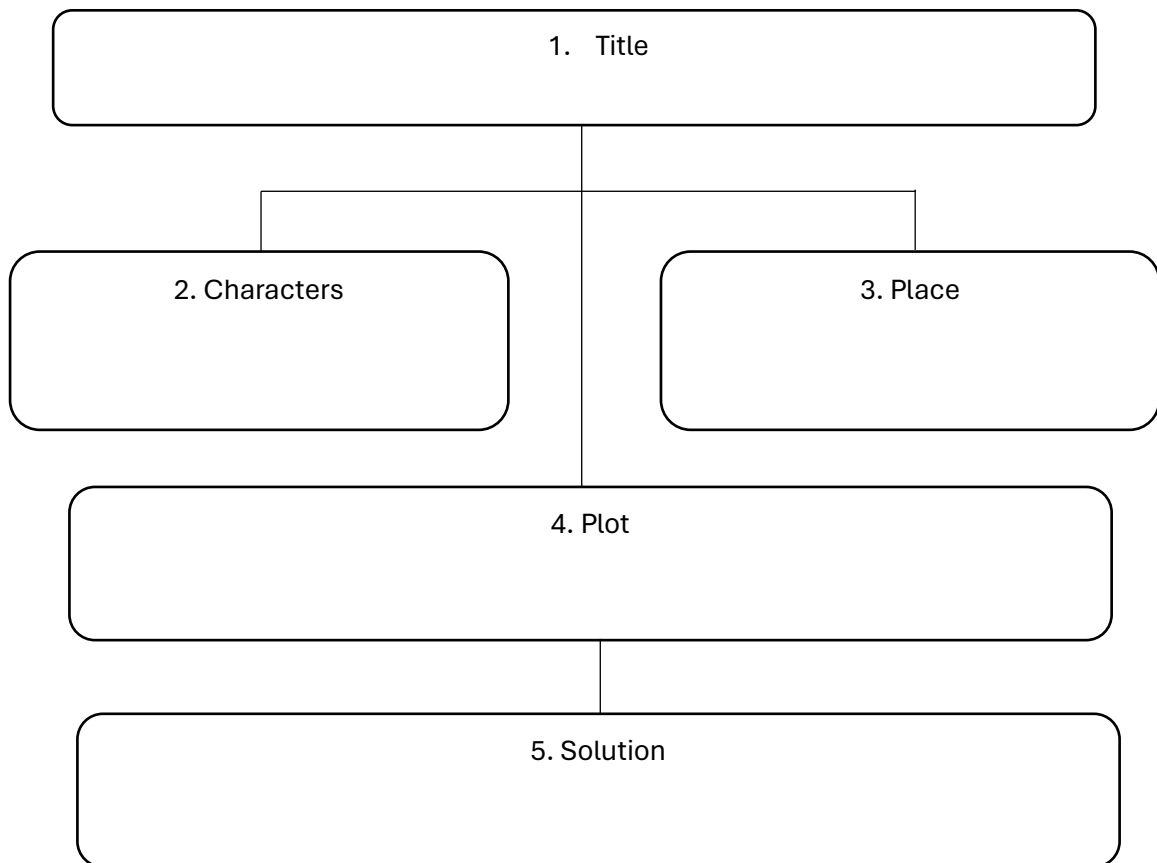 1. Title
2. Characters
3. Place
4. Plot
5. Solution